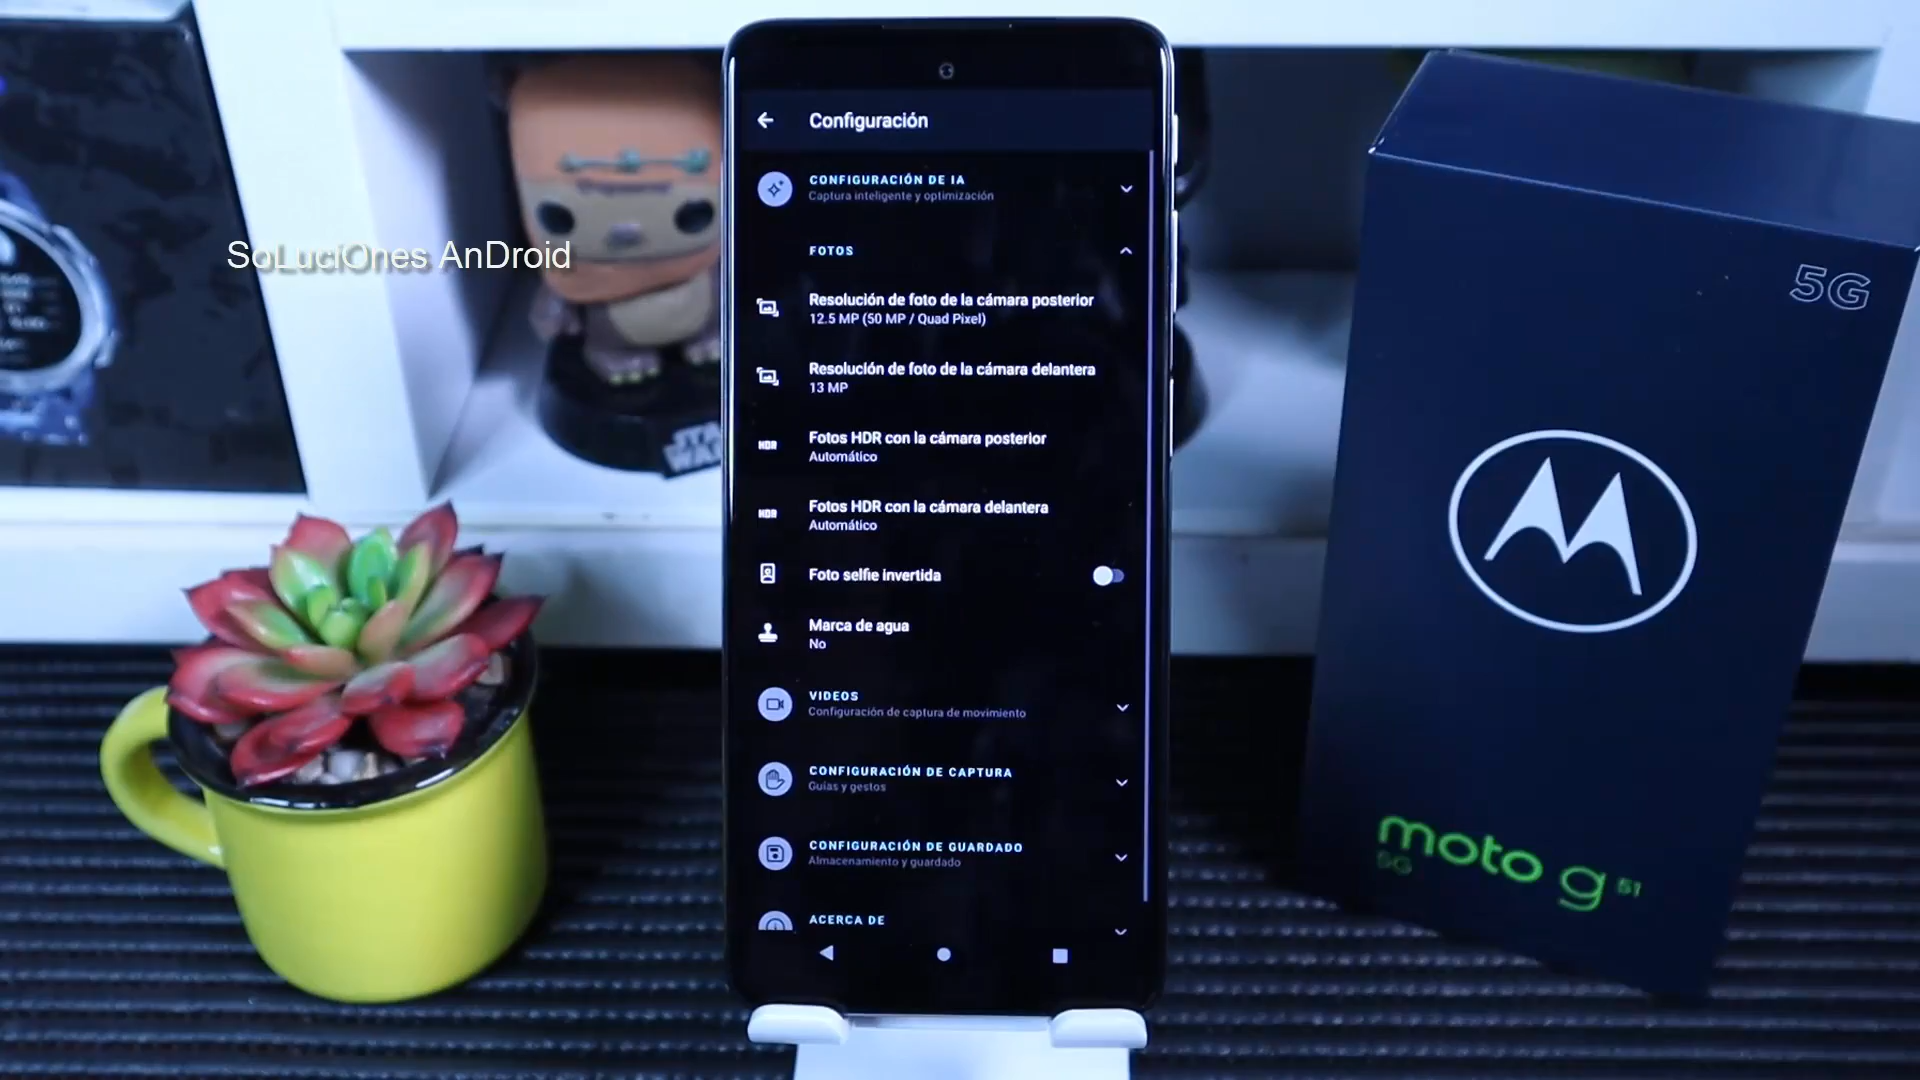 SoLuciOnes AnDroid
Configuración
CONFIGURACIÓN DE IA
Captura inteligente y optimización
FOTOS
Resolución de foto de la cámara posterior
12.5 MP (50 MP / Quad Pixel)
Resolución de foto de la cámara delantera
13 MP
HDR
Fotos HDR con la cámara posterior
Automático
HDR
Fotos HDR con la cámara delantera
Automático
Foto selfie invertida
Marca de agua
No
VIDEOS
Configuración de captura de movimiento
CONFIGURACIÓN DE CAPTURA
Guías y gestos
CONFIGURACIÓN DE GUARDADO
Almacenamiento y guardado
ACERCA DE
STAR
WARS
5G
moto g 51
5G